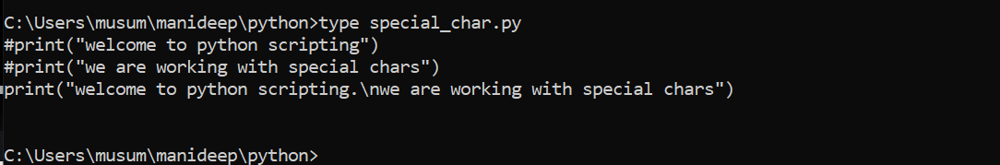 C:\Users\musum\manideep\python>type special_char.py
#print("welcome to python scripting")
#print("we are working with special chars")
print("welcome to python scripting.\nwe are working with special chars")
C:\Users\musum\manideep\python>